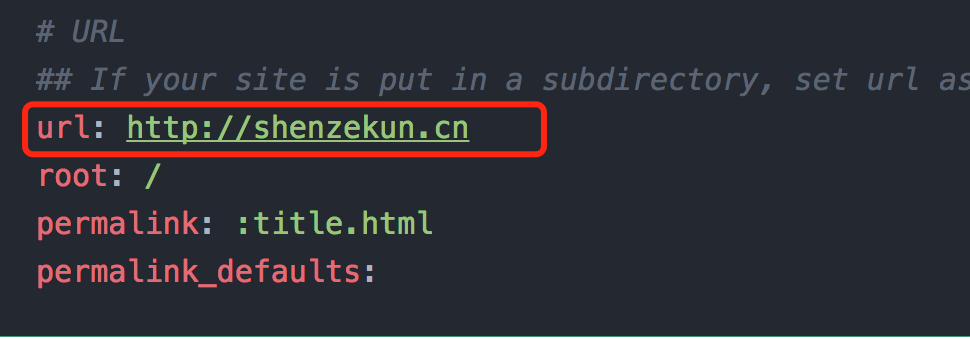 # URL
## If your site is put in a subdirectory, set url as
url: http://shenzekun.cn
root: /
permalink: :title.html
permalink_defaults: